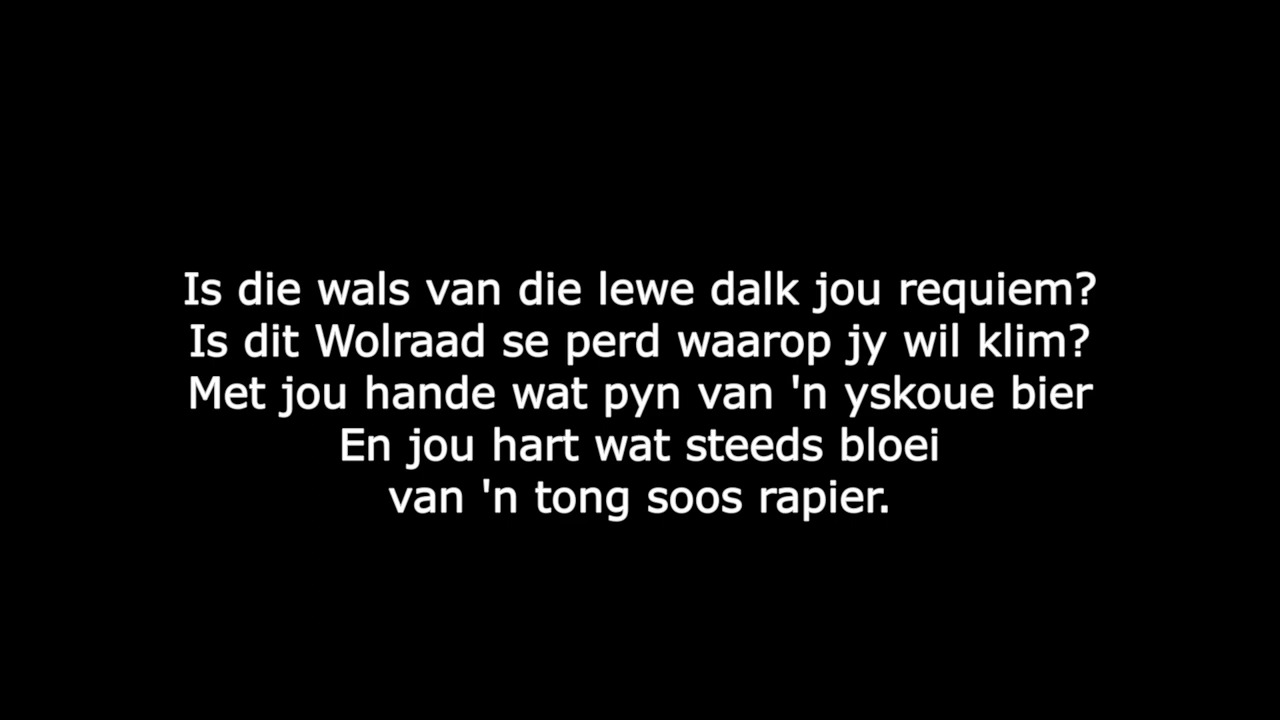 Is die wals van die lewe dalk jou requiem?
Is dit Wolraad se perd waarop jy wil klim?
Met jou hande wat pyn van 'n yskoue bier
En jou hart wat steeds bloei
van 'n tong soos rapier.